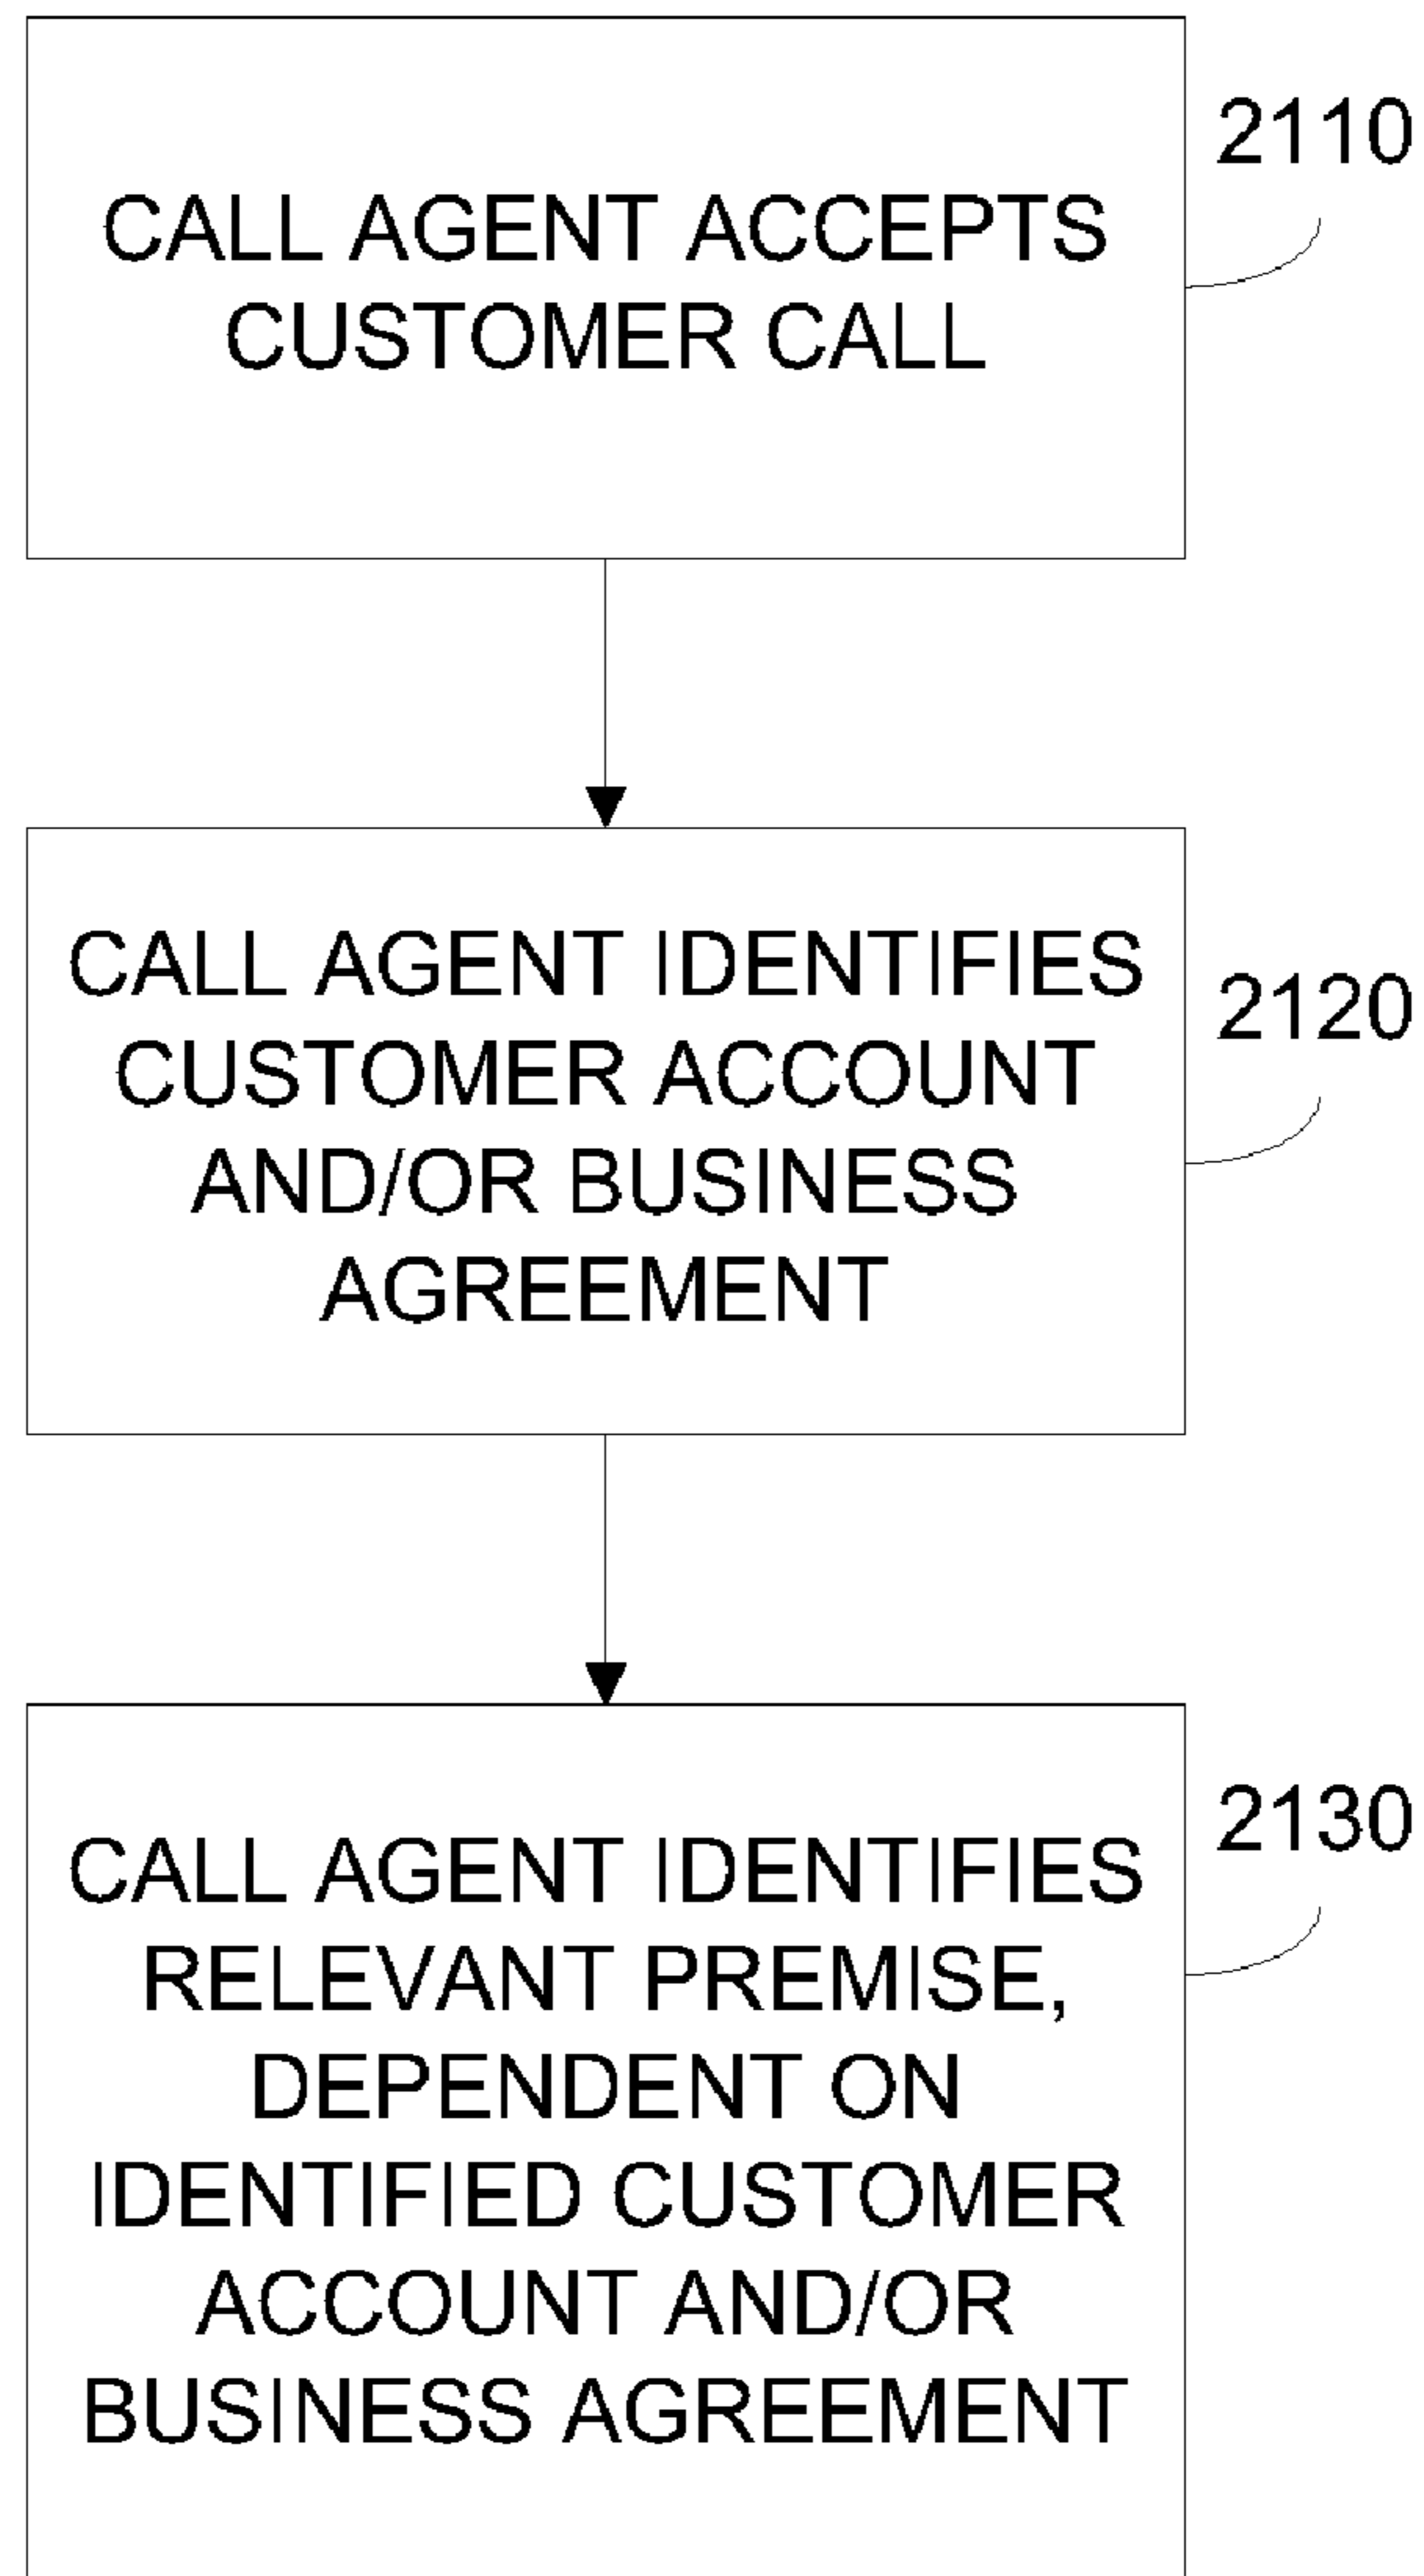 2110
CALL AGENT ACCEPTS
CUSTOMER CALL
2120
CALL AGENT IDENTIFIES
CUSTOMER ACCOUNT
AND/OR BUSINESS
AGREEMENT
2130
CALL AGENT IDENTIFIES
RELEVANT PREMISE,
DEPENDENT ON
IDENTIFIED CUSTOMER
ACCOUNT AND/OR
BUSINESS AGREEMENT